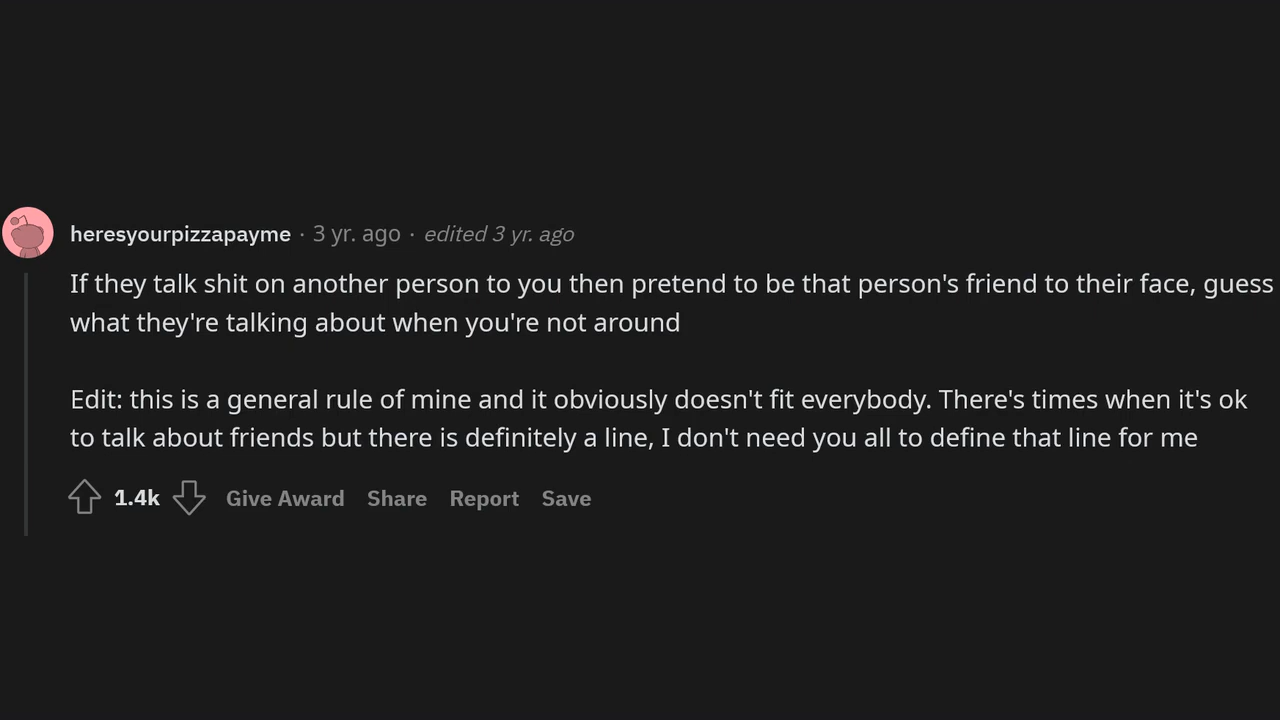 heresyourpizzapayme · 3 yr. ago · edited 3 yr. ago
If they talk shit on another person to you then pretend to be that person's friend to their face, guess
what they're talking about when you're not around
Edit: this is a general rule of mine and it obviously doesn't fit everybody. There's times when it's ok
to talk about friends but there is definitely a line, I don't need you all to define that line for me
1.4k Give Award Share Report Save